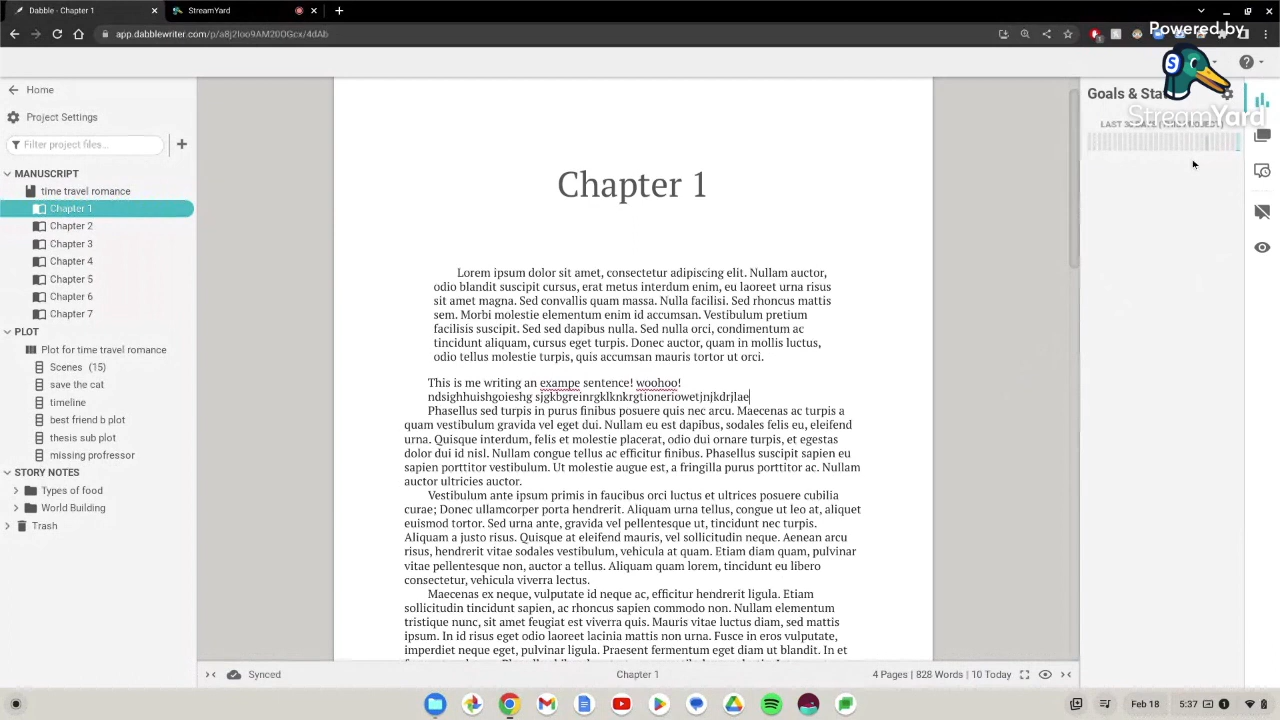 Dabble - Chapter 1
StreamYard
app.dabblewriter.com/p/a8j2loo9AM20OGcx/4dAb
Powered by
StreamYard
Home
Project Settings
Filter project files...
MANUSCRIPT
time travel romance
Chapter 1
Chapter 2
Chapter 3
Chapter 4
Chapter 5
Chapter 6
Chapter 7
PLOT
Plot for time travel romance
Scenes (15)
save the cat
timeline
best friend b plot
thesis sub plot
missing profressor
STORY NOTES
Types of food
World Building
Trash
Chapter 1
Lorem ipsum dolor sit amet, consectetur adipiscing elit. Nullam auctor,
odio blandit suscipit cursus, erat metus interdum enim, eu laoreet urna risus
sit amet magna. Sed convallis quam massa. Nulla facilisi. Sed rhoncus mattis
sem. Morbi molestie elementum enim id accumsan. Vestibulum pretium
facilisis suscipit. Sed sed dapibus nulla. Sed nulla orci, condimentum ac
tincidunt aliquam, cursus eget turpis. Donec auctor, quam in mollis luctus,
odio tellus molestie turpis, quis accumsan mauris tortor ut orci.
This is me writing an exampe sentence! woohoo!
ndsighhuishgoieshg sjgkbgreinrgklknkrgtioneriowetjnjkdrjlae
Phasellus sed turpis in purus finibus posuere quis nec arcu. Maecenas ac turpis a
quam vestibulum gravida vel eget dui. Nullam eu est dapibus, sodales felis eu, eleifend
urna. Quisque interdum, felis et molestie placerat, odio dui ornare turpis, et egestas
dolor dui id nisl. Nullam congue tellus ac efficitur finibus. Phasellus suscipit sapien eu
sapien porttitor vestibulum. Ut molestie augue est, a fringilla purus porttitor ac. Nullam
auctor ultricies auctor.
Vestibulum ante ipsum primis in faucibus orci luctus et ultrices posuere cubilia
curae; Donec ullamcorper porta hendrerit. Aliquam urna tellus, congue ut leo at, aliquet
euismod tortor. Sed urna ante, gravida vel pellentesque ut, tincidunt nec turpis.
Aliquam a justo risus. Quisque at eleifend mauris, vel sollicitudin neque. Aenean arcu
risus, hendrerit vitae sodales vestibulum, vehicula at quam. Etiam diam quam, pulvinar
vitae pellentesque non, auctor a tellus. Aliquam quam lorem, tincidunt eu libero
consectetur, vehicula viverra lectus.
Maecenas ex neque, vulputate id neque ac, efficitur hendrerit ligula. Etiam
sollicitudin tincidunt sapien, ac rhoncus sapien commodo non. Nullam elementum
tristique nunc, sit amet feugiat est viverra quis. Mauris vitae luctus diam, sed mattis
ipsum. In id risus eget odio laoreet lacinia mattis non urna. Fusce in eros vulputate,
imperdiet neque eget, pulvinar ligula. Praesent fermentum eget diam ut blandit. In et
Goals & Sta
Synced
Chapter 1
4 Pages | 828 Words | 10 Today
Feb 18
5:37